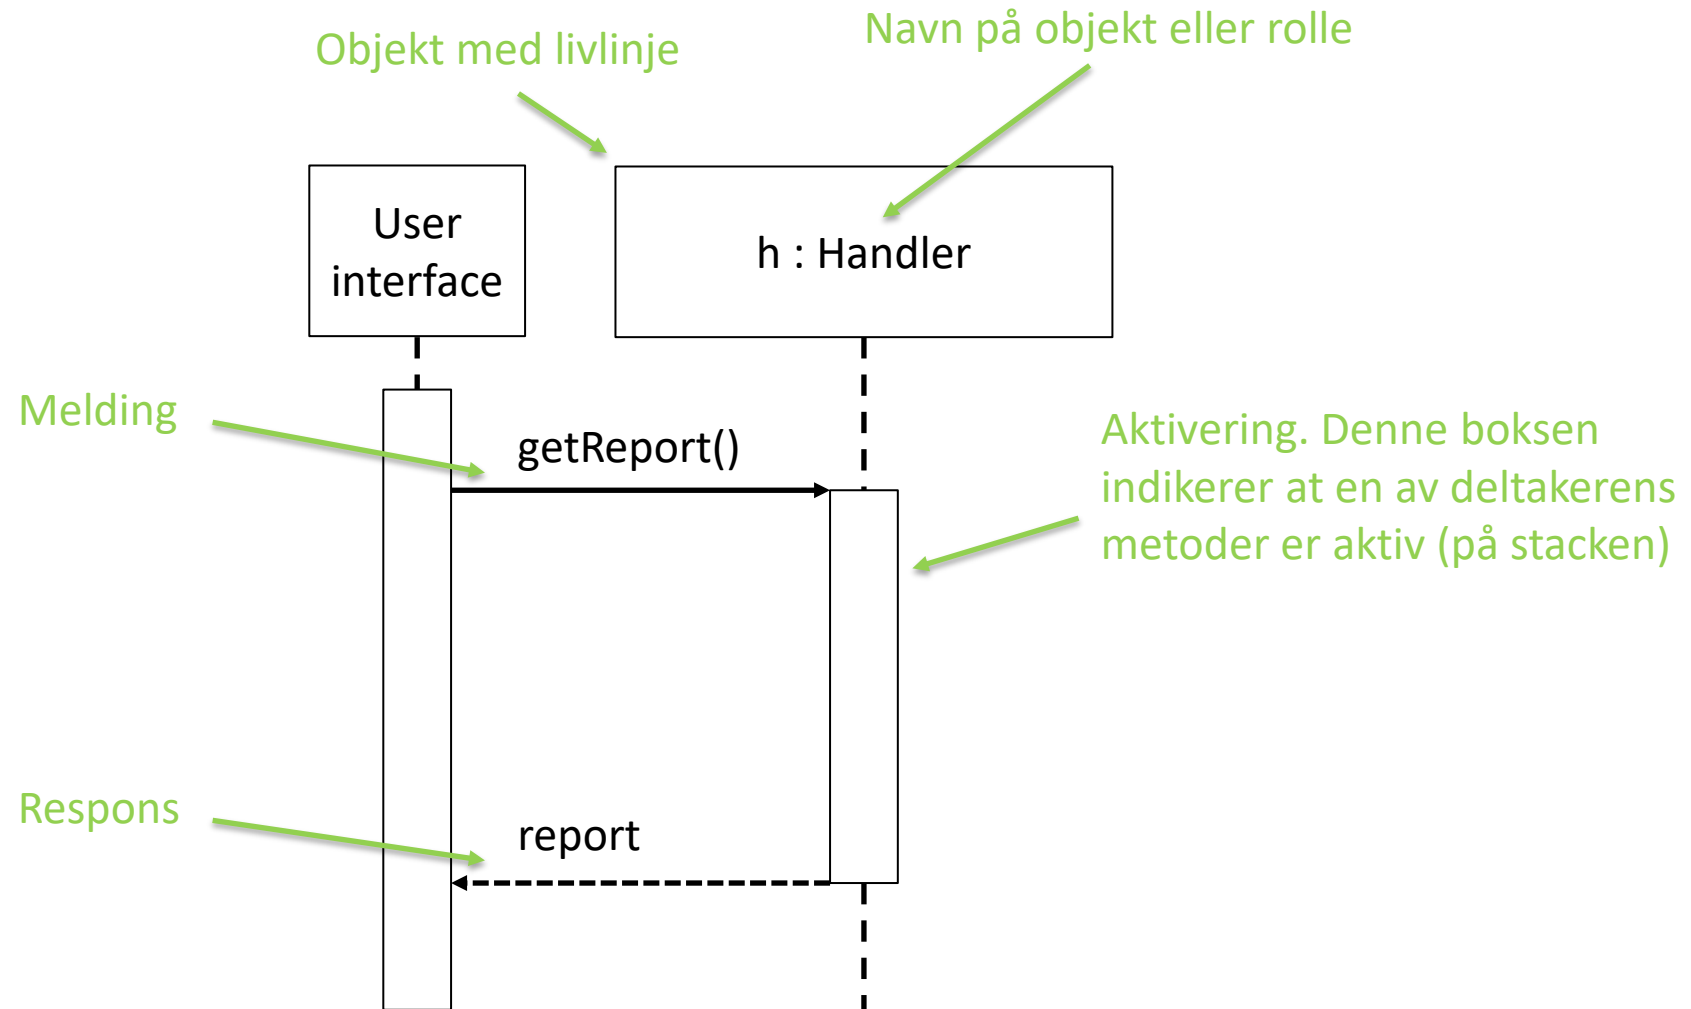 Navn på objekt eller rolle
Objekt med livlinje
User
interface
h : Handler
Melding
getReport()
Aktivering. Denne boksen
indikerer at en av deltakerens
metoder er aktiv (på stacken)
Respons
report